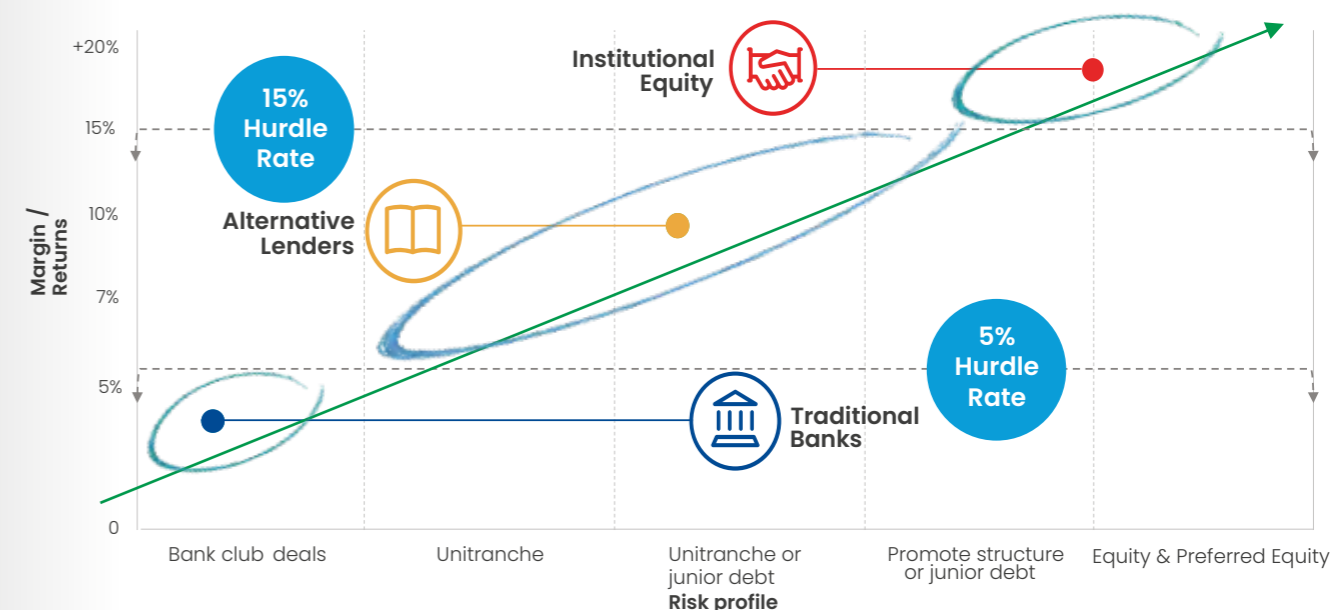 +20%
15%
10%
7%
5%
0
Margin /
Returns
15%
Hurdle
Rate
Institutional
Equity
Alternative
Lenders
5%
Hurdle
Rate
Traditional
Banks
Bank club deals
Unitranche
Unitranche or
junior debt
Promote structure
or junior debt
Equity & Preferred Equity
Risk profile